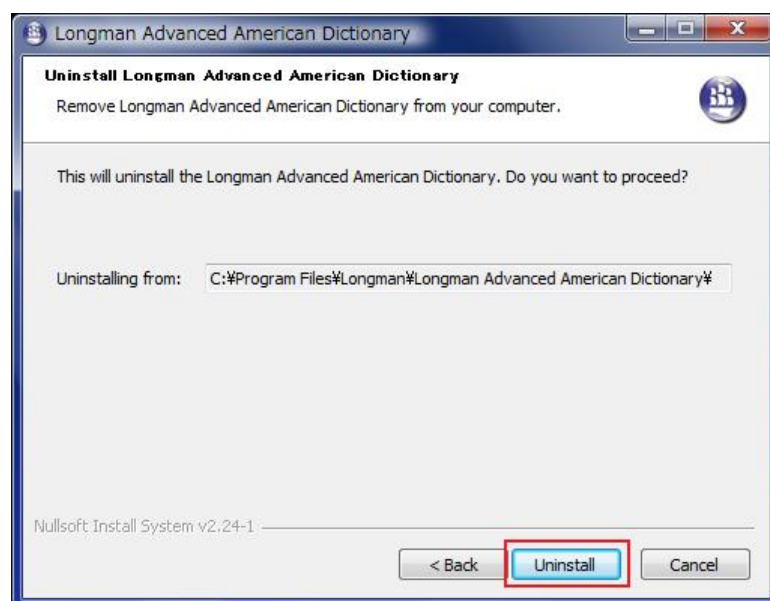 Longman Advanced American Dictionary
Uninstall Longman Advanced American Dictionary
Remove Longman Advanced American Dictionary from your computer.
This will uninstall the Longman Advanced American Dictionary. Do you want to proceed?
Uninstalling from: C:¥Program Files¥Longman¥Longman Advanced American Dictionary¥
Nullsoft Install System v2.24-1
< Back Uninstall Cancel